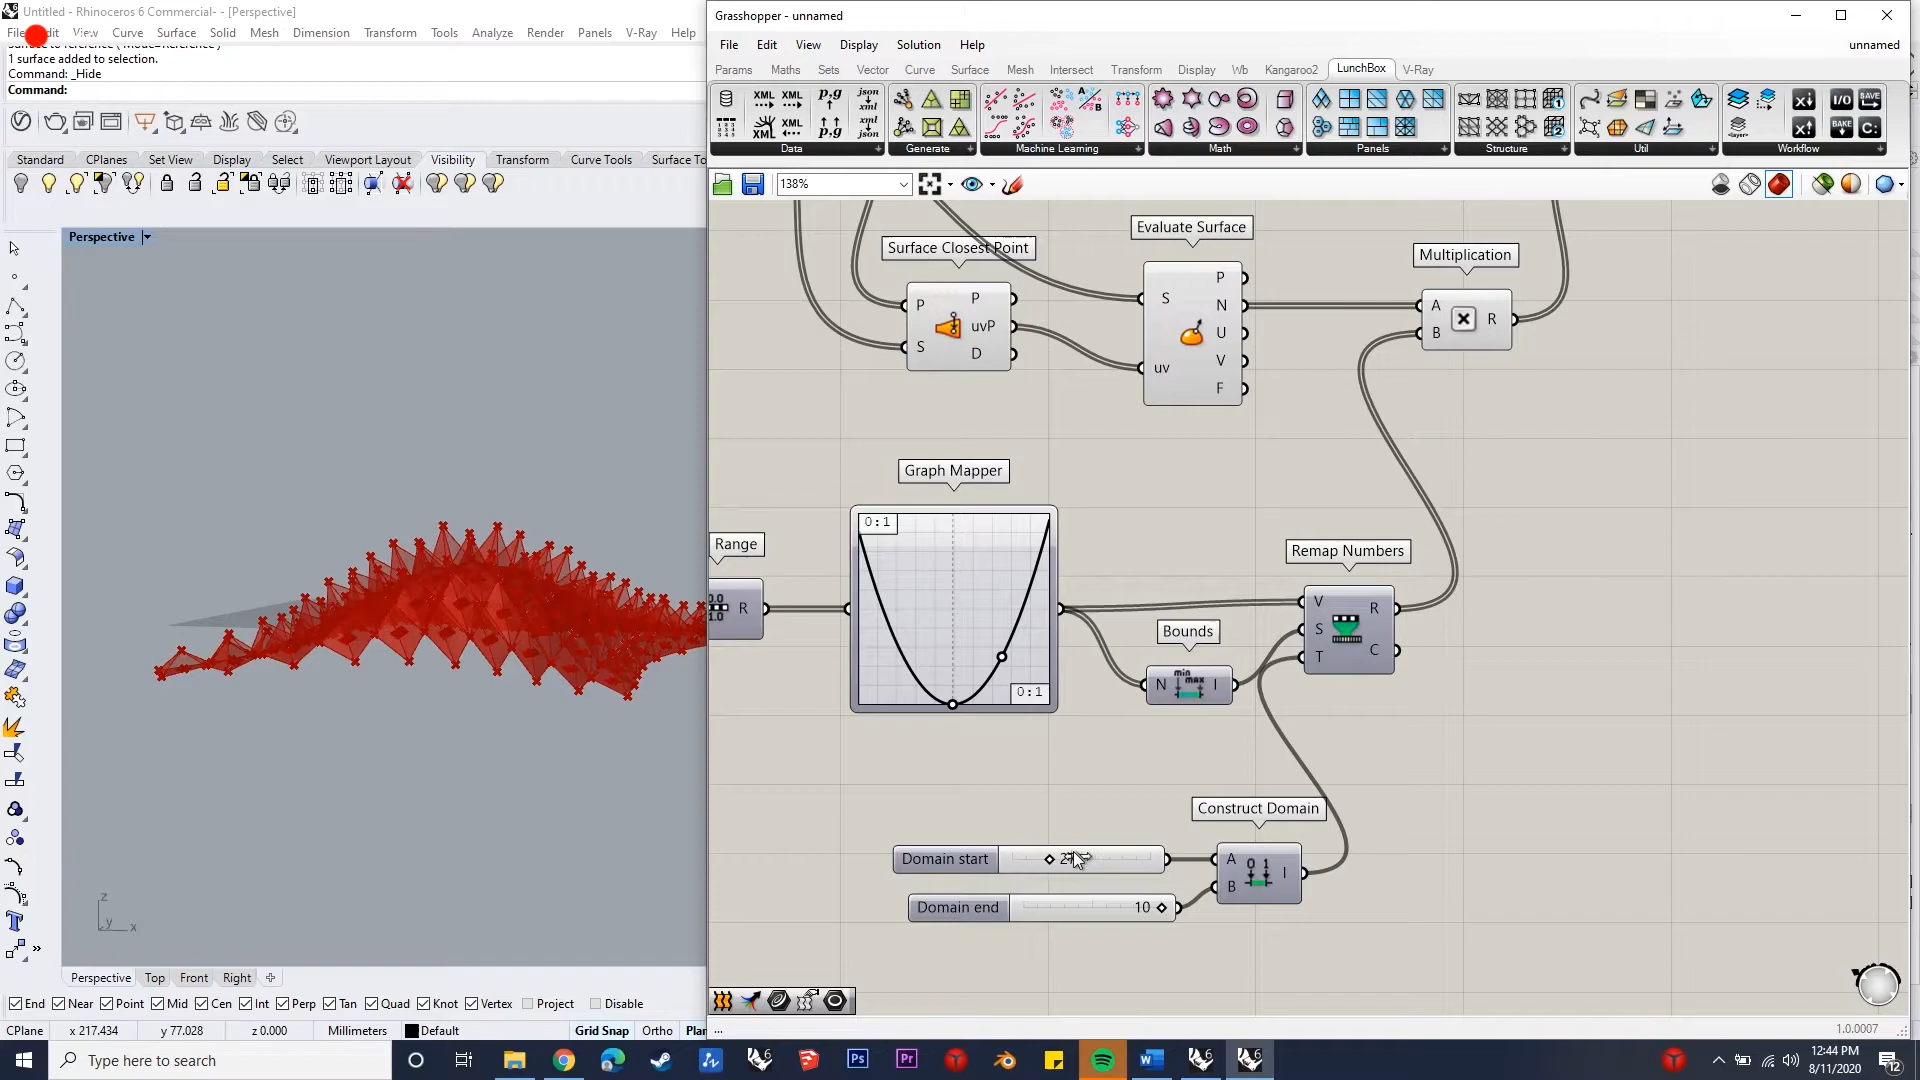 Untitled - Rhinoceros 6 Commercial- - [Perspective]
File Edit View Curve Surface Solid Mesh Dimension Transform Tools Analyze Render Panels V-Ray Help
1 surface added to selection.
Command: _Hide
Command:
Standard CPlanes Set View Display Select Viewport Layout Visibility Transform Curve Tools Surface To
Perspective
z
y x
Perspective Top Front Right
End Near Point Mid Cen Int Perp Tan Quad Knot Vertex Project Disable
CPlane x 217.434 y 77.028 z 0.000 Millimeters Default Grid Snap Ortho Plan
Grasshopper - unnamed
File Edit View Display Solution Help unnamed
Params Maths Sets Vector Curve Surface Mesh Intersect Transform Display Wb Kangaroo2 LunchBox V-Ray
Data Generate Machine Learning Math Panels Structure Util Workflow
138%
Surface Closest Point
P
S
P
uvP
D
Evaluate Surface
S
uv
P
N
U
V
F
Multiplication
A
B
R
Range
R
Graph Mapper
0:1
0:1
Bounds
N I
Remap Numbers
V
S
T
R
C
Construct Domain
A
B
I
Domain start
Domain end 10
...
1.0.0007
Type here to search
12:44 PM
8/11/2020
12